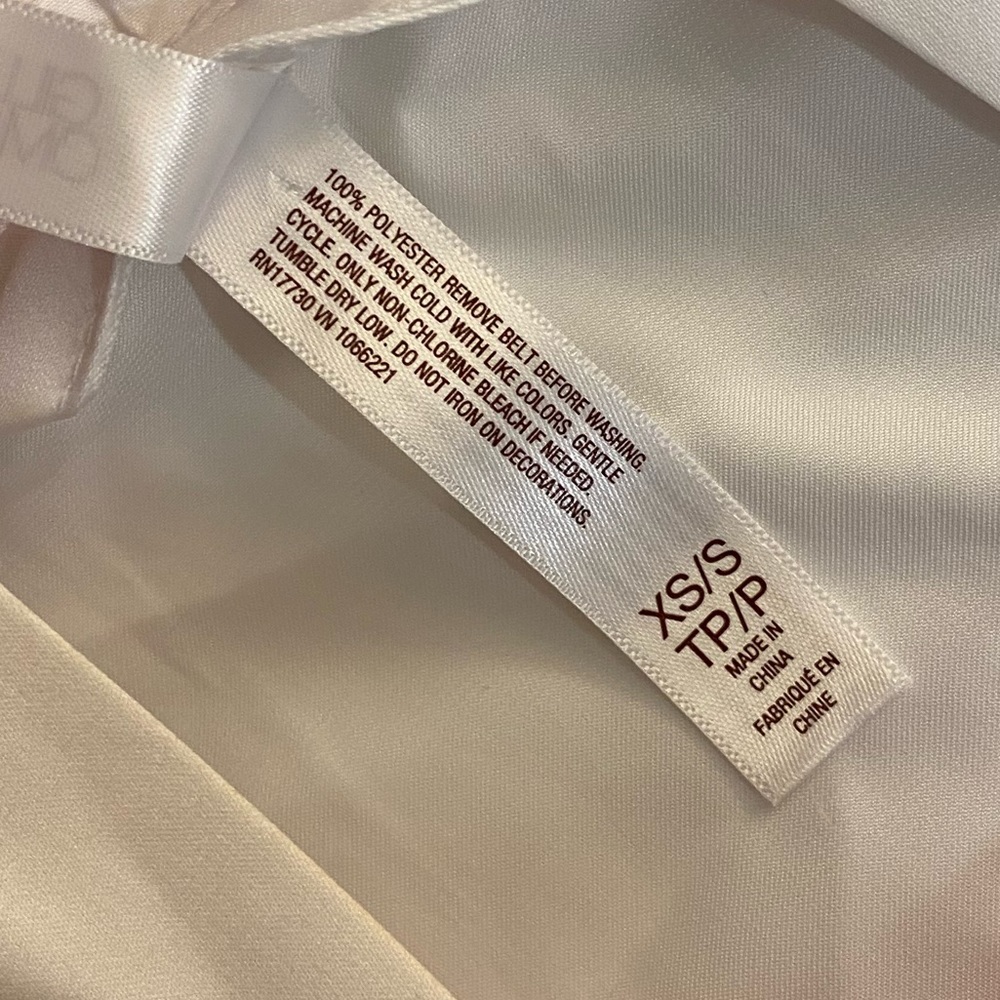 100% POLYESTER REMOVE BELT BEFORE WASHING.
MACHINE WASH COLD WITH LIKE COLORS. GENTLE
CYCLE. ONLY NON-CHLORINE BLEACH IF NEEDED.
TUMBLE DRY LOW. DO NOT IRON ON DECORATIONS.
RN17730 VN 1066221
XS/S
TP/P
MADE IN
CHINA
FABRIQUÉ EN
CHINE